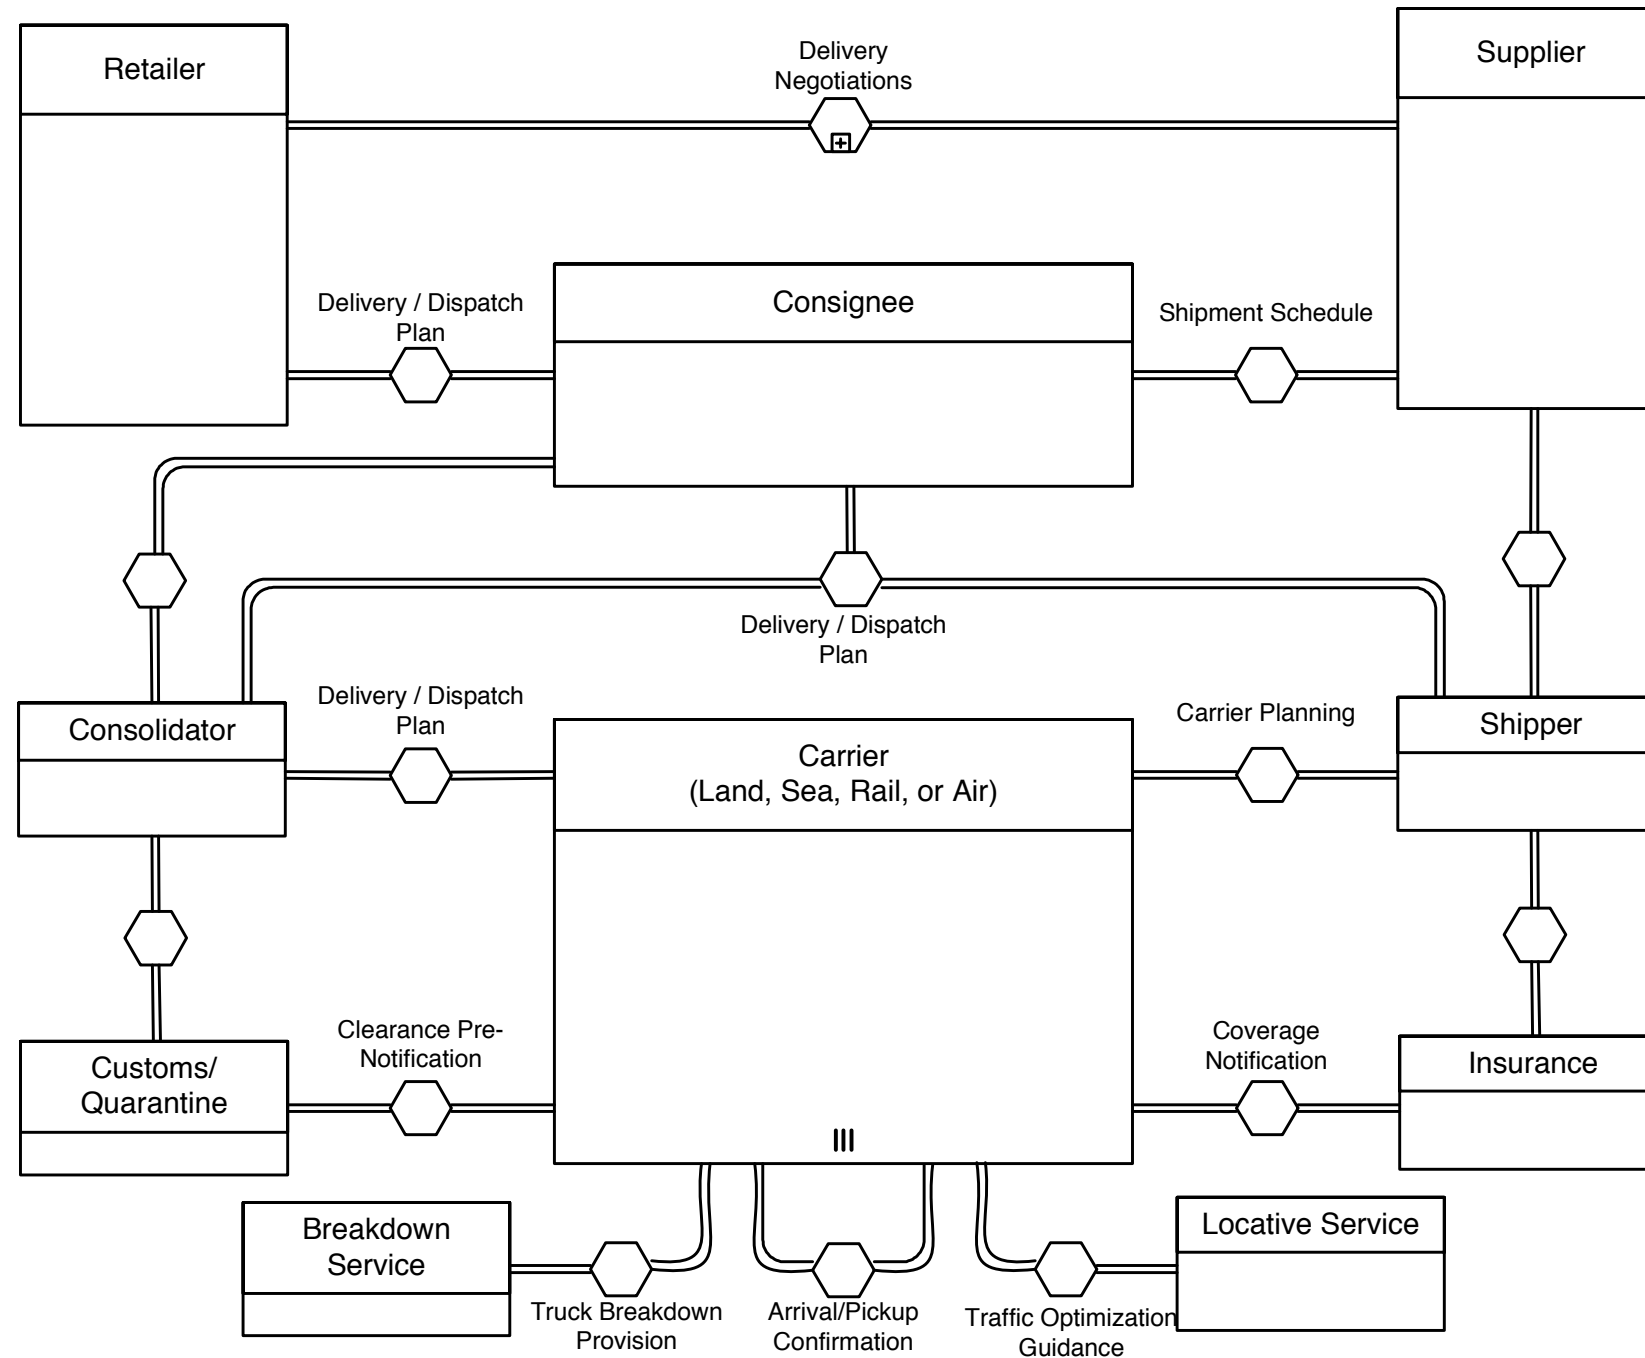 Retailer
Delivery
Negotiations
Supplier
Delivery / Dispatch
Plan
Consignee
Shipment Schedule
Delivery / Dispatch
Plan
Consolidator
Delivery / Dispatch
Plan
Carrier
(Land, Sea, Rail, or Air)
Carrier Planning
Shipper
Customs/
Quarantine
Clearance Pre-
Notification
Coverage
Notification
Insurance
Breakdown
Service
Truck Breakdown
Provision
Arrival/Pickup
Confirmation
Traffic Optimization
Guidance
Locative Service